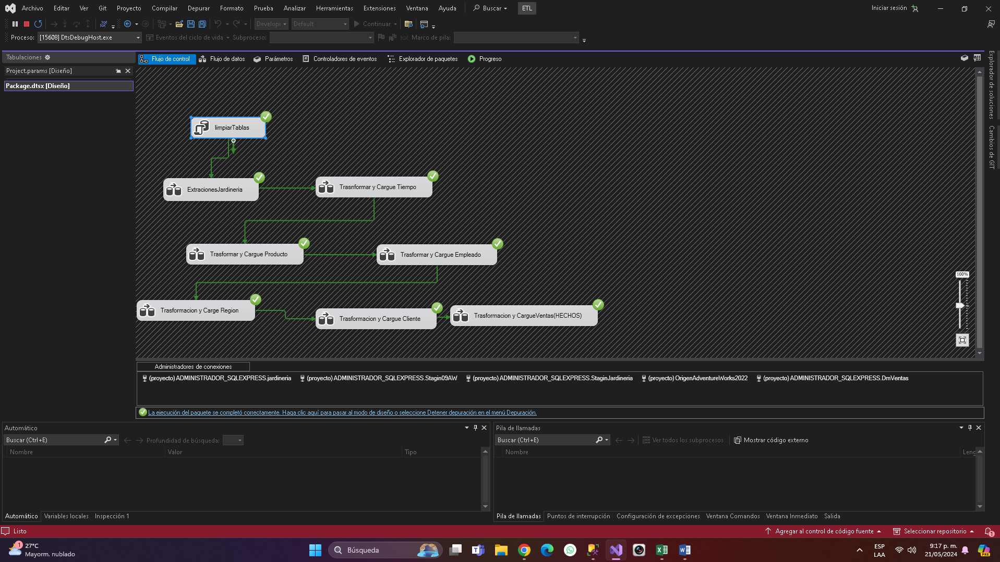 Archivo Editar Ver Git Proyecto Compilar Depurar Formato Prueba Analizar Herramientas Extensiones Ventana Ayuda Buscar ETL Iniciar sesión
Developi Default Continuar
Proceso: [15608] DtsDebugHost.exe Eventos del ciclo de vida Subproceso: Marco de pila:
Tabulaciones
Project.params [Diseño]
Package.dtsx [Diseño]
Flujo de control Flujo de datos Parámetros Controladores de eventos Explorador de paquetes Progreso
Explorador de soluciones
Cambios de GIT
limpiarTablas
ExtracionesJardineria
Trasnformar y Cargue Tiempo
Trasformar y Cargue Producto
Trasformar y Cargue Empleado
Trasformacion y Carge Region
Trasformacion y Cargue Cliente
Trasformacion y CargueVentas(HECHOS)
100%
Administradores de conexiones
(proyecto) ADMINISTRADOR_SQLEXPRESS.jardineria (proyecto) ADMINISTRADOR_SQLEXPRESS.Stagin09AW (proyecto) ADMINISTRADOR_SQLEXPRESS.StaginJardineria (proyecto) OrigenAdventureWorks2022 (proyecto) ADMINISTRADOR_SQLEXPRESS.DmVentas
La ejecución del paquete se completó correctamente. Haga clic aquí para pasar al modo de diseño o seleccione Detener depuración en el menú Depuración.
Automático
Buscar (Ctrl+E) Profundidad de búsqueda:
Nombre Valor Tipo
Automático Variables locales Inspección 1
Pila de llamadas
Buscar (Ctrl+E) Ver todos los subprocesos Mostrar código externo
Nombre Leng
Pila de llamadas Puntos de interrupción Configuración de excepciones Ventana Comandos Ventana Inmediato Salida
Listo Agregar al control de código fuente Seleccionar repositorio 1
1 27°C
Mayorm. nublado
Búsqueda
ESP
LAA
9:17 p. m.
21/05/2024
PRE